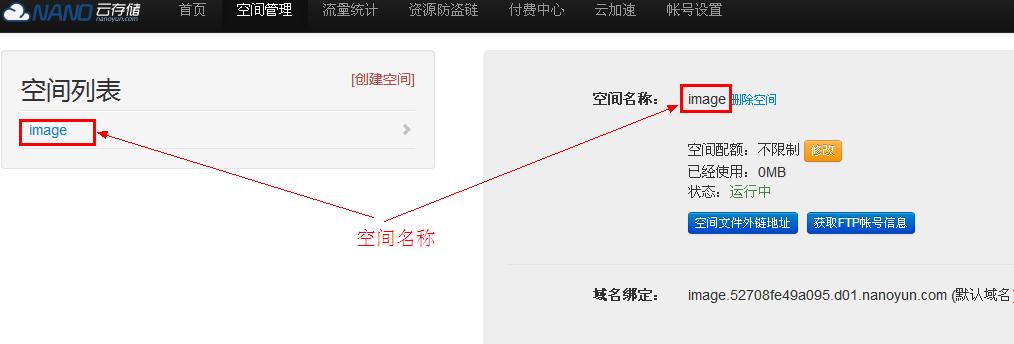 NANO 云存储
nanoyun.com
首页 空间管理 流量统计 资源防盗链 付费中心 云加速 帐号设置
空间列表 [创建空间]
image
空间名称
空间名称： image 删除空间
空间配额：不限制 修改
已经使用：0MB
状态：运行中
空间文件外链地址 获取FTP帐号信息
域名绑定： image.52708fe49a095.d01.nanoyun.com (默认域名)